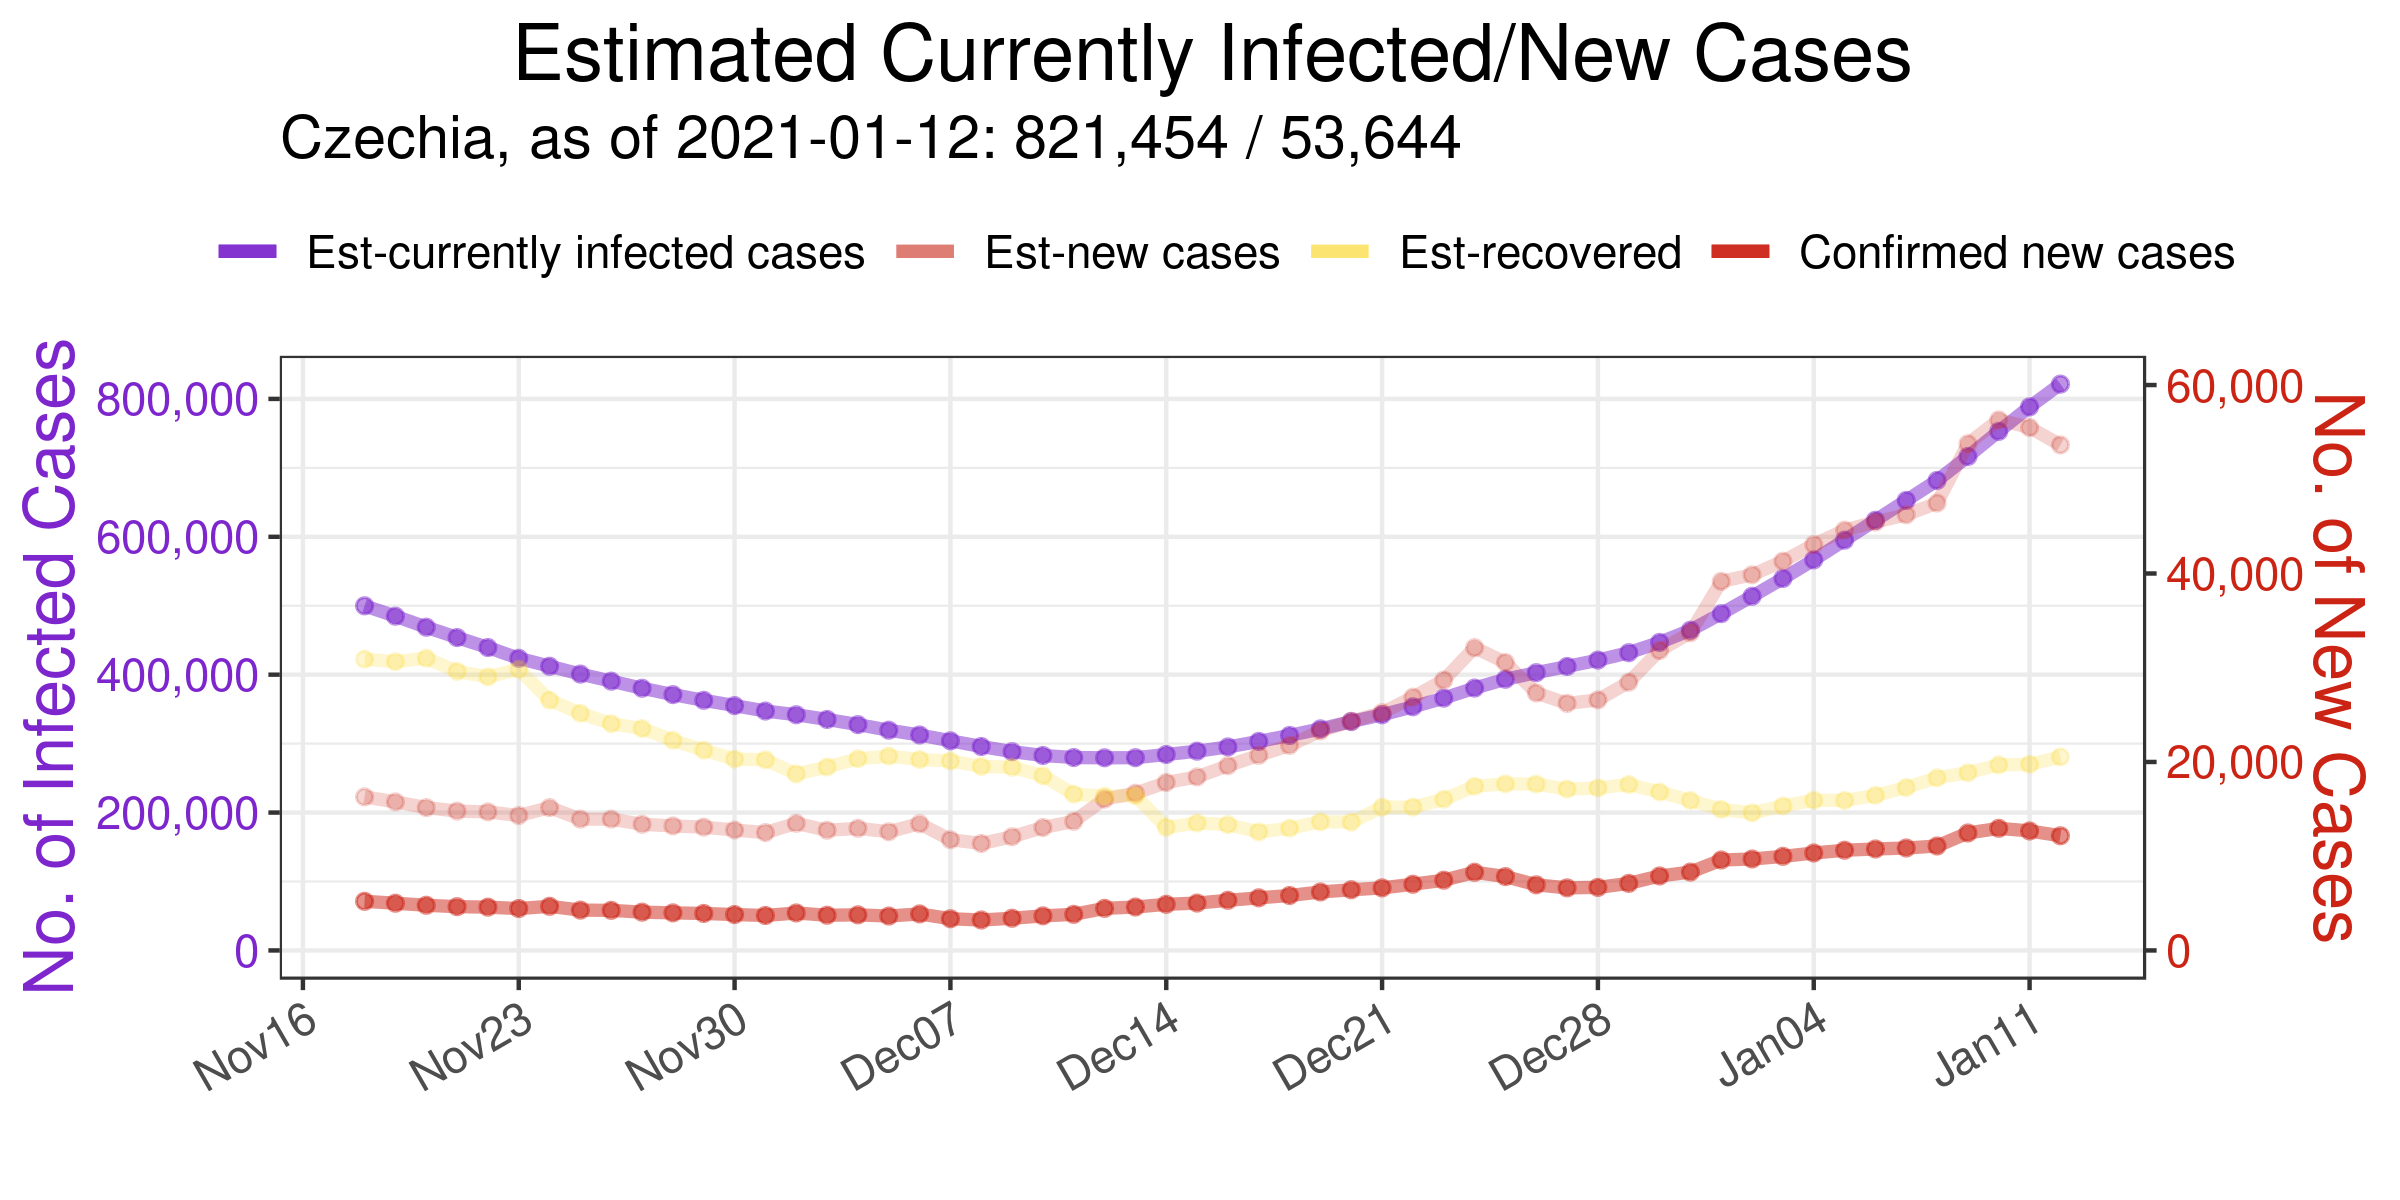 Estimated Currently Infected/New Cases
Czechia, as of 2021-01-12: 821,454 / 53,644
Est-currently infected cases Est-new cases Est-recovered Confirmed new cases
No. of Infected Cases
800,000
600,000
400,000
200,000
0
60,000
40,000
20,000
0
No. of New Cases
Nov16 Nov23 Nov30 Dec07 Dec14 Dec21 Dec28 Jan04 Jan11